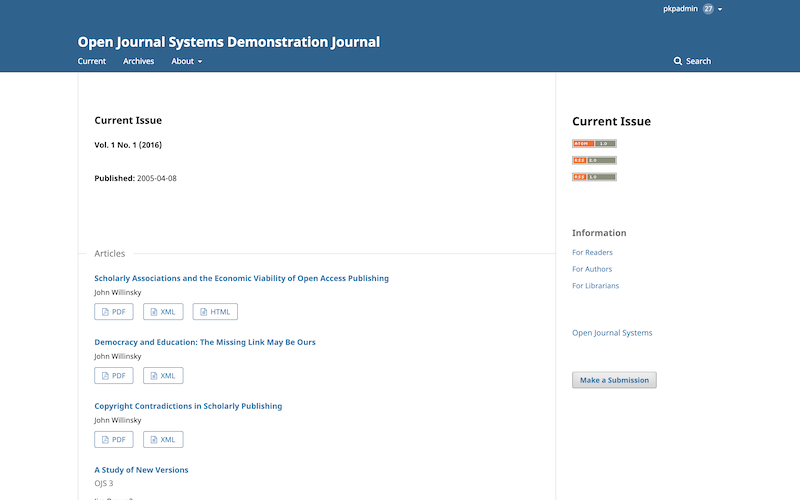 pkpadmin 27
Open Journal Systems Demonstration Journal
Current Archives About
Search
Current Issue
Vol. 1 No. 1 (2016)
Published: 2005-04-08
Articles
Scholarly Associations and the Economic Viability of Open Access Publishing
John Willinsky
PDF XML HTML
Democracy and Education: The Missing Link May Be Ours
John Willinsky
PDF XML
Copyright Contradictions in Scholarly Publishing
John Willinsky
PDF XML
A Study of New Versions
OJS 3
Current Issue
ATOM 1.0
RSS 2.0
RSS 1.0
Information
For Readers
For Authors
For Librarians
Open Journal Systems
Make a Submission